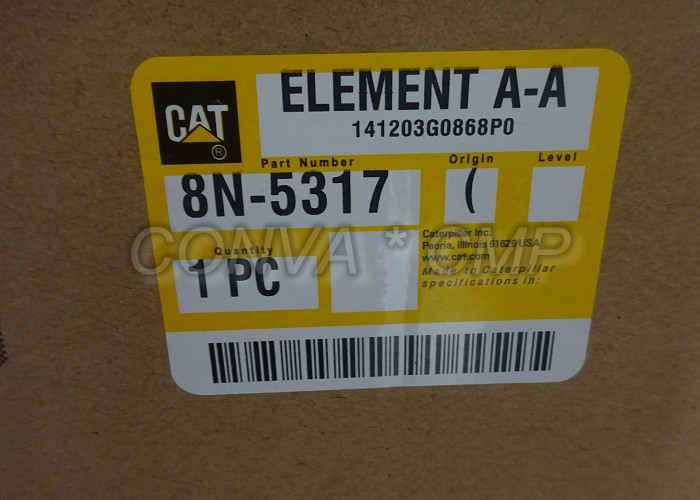 ELEMENT A-A
141203G0868P0
CAT
®
Part Number
Origin
Level
8N-5317
(
Quantity
1 PC
Caterpillar Inc.
Peoria, Illinois 61629 USA
www.cat.com
Made to Caterpillar
specifications in:
CONVA * OMP